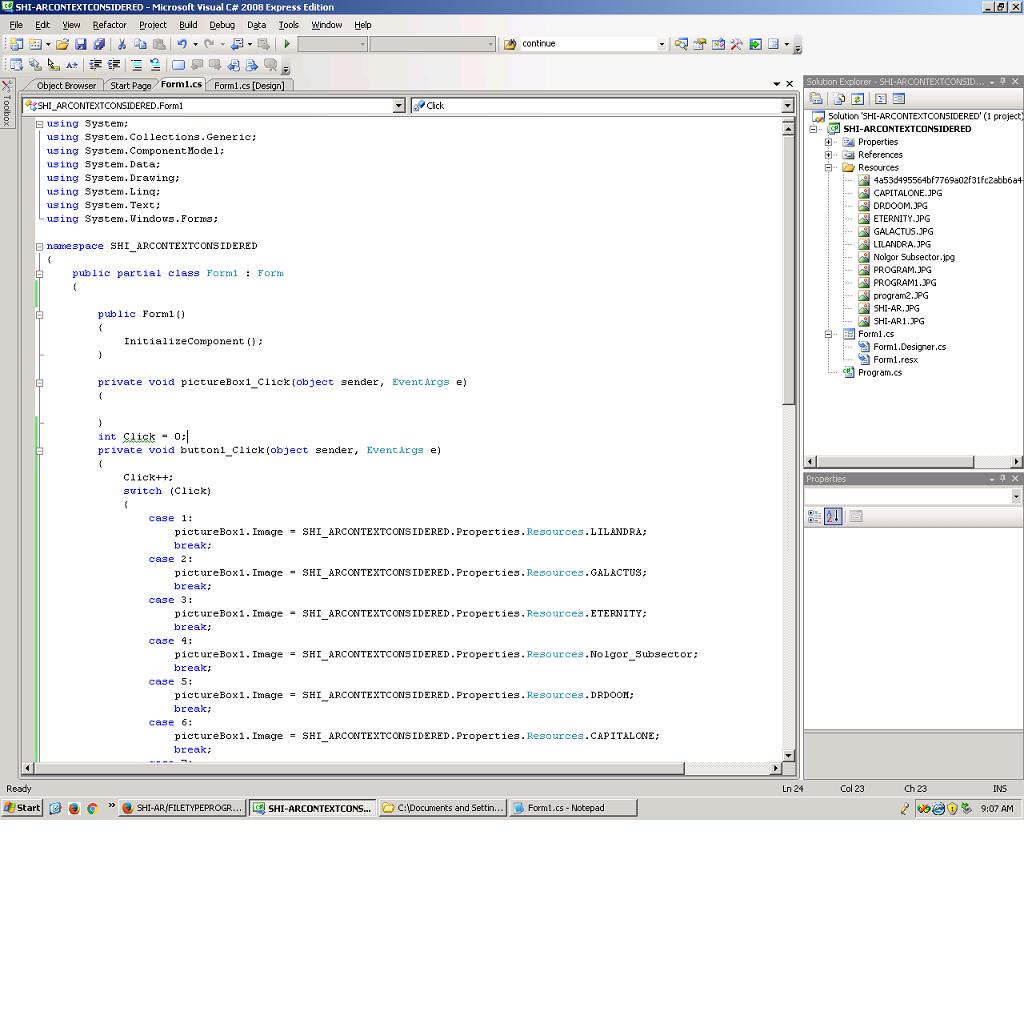 SHI-ARCONTEXTCONSIDERED - Microsoft Visual C# 2008 Express Edition
File Edit View Refactor Project Build Debug Data Tools Window Help
continue
Toolbox
Object Browser Start Page Form1.cs Form1.cs [Design]
SHI_ARCONTEXTCONSIDERED.Form1 Click
using System;
using System.Collections.Generic;
using System.ComponentModel;
using System.Data;
using System.Drawing;
using System.Linq;
using System.Text;
using System.Windows.Forms;
namespace SHI_ARCONTEXTCONSIDERED
{
public partial class Form1 : Form
{
public Form1()
{
InitializeComponent();
}
private void pictureBox1_Click(object sender, EventArgs e)
{
}
int Click = 0;
private void button1_Click(object sender, EventArgs e)
{
Click++;
switch (Click)
{
case 1:
pictureBox1.Image = SHI_ARCONTEXTCONSIDERED.Properties.Resources.LILANDRA;
break;
case 2:
pictureBox1.Image = SHI_ARCONTEXTCONSIDERED.Properties.Resources.GALACTUS;
break;
case 3:
pictureBox1.Image = SHI_ARCONTEXTCONSIDERED.Properties.Resources.ETERNITY;
break;
case 4:
pictureBox1.Image = SHI_ARCONTEXTCONSIDERED.Properties.Resources.Nolgor_Subsector;
break;
case 5:
pictureBox1.Image = SHI_ARCONTEXTCONSIDERED.Properties.Resources.DRDOOM;
break;
case 6:
pictureBox1.Image = SHI_ARCONTEXTCONSIDERED.Properties.Resources.CAPITALONE;
break;
Solution Explorer - SHI-ARCONTEXTCONSID...
Solution 'SHI-ARCONTEXTCONSIDERED' (1 project)
SHI-ARCONTEXTCONSIDERED
Properties
References
Resources
4a53d495564bf7769a02f31fc2abb6a4
CAPITALONE.JPG
DRDOOM.JPG
ETERNITY.JPG
GALACTUS.JPG
LILANDRA.JPG
Nolgor Subsector.jpg
PROGRAM.JPG
PROGRAM1.JPG
program2.JPG
SHI-AR.JPG
SHI-AR1.JPG
Form1.cs
Form1.Designer.cs
Form1.resx
Program.cs
Properties
Ready Ln 24 Col 23 Ch 23 INS
Start SHI-AR/FILETYPEPROGR... SHI-ARCONTEXTCONS... C:\Documents and Settin... Form1.cs - Notepad 9:07 AM